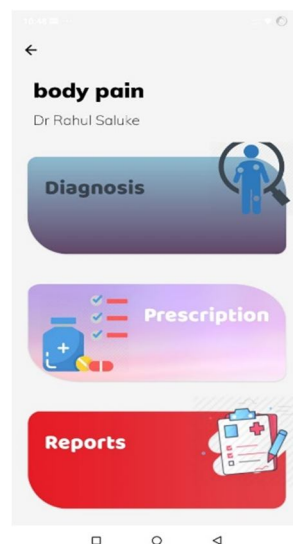 body pain
Dr Rahul Saluke
Diagnosis
Prescription
Reports